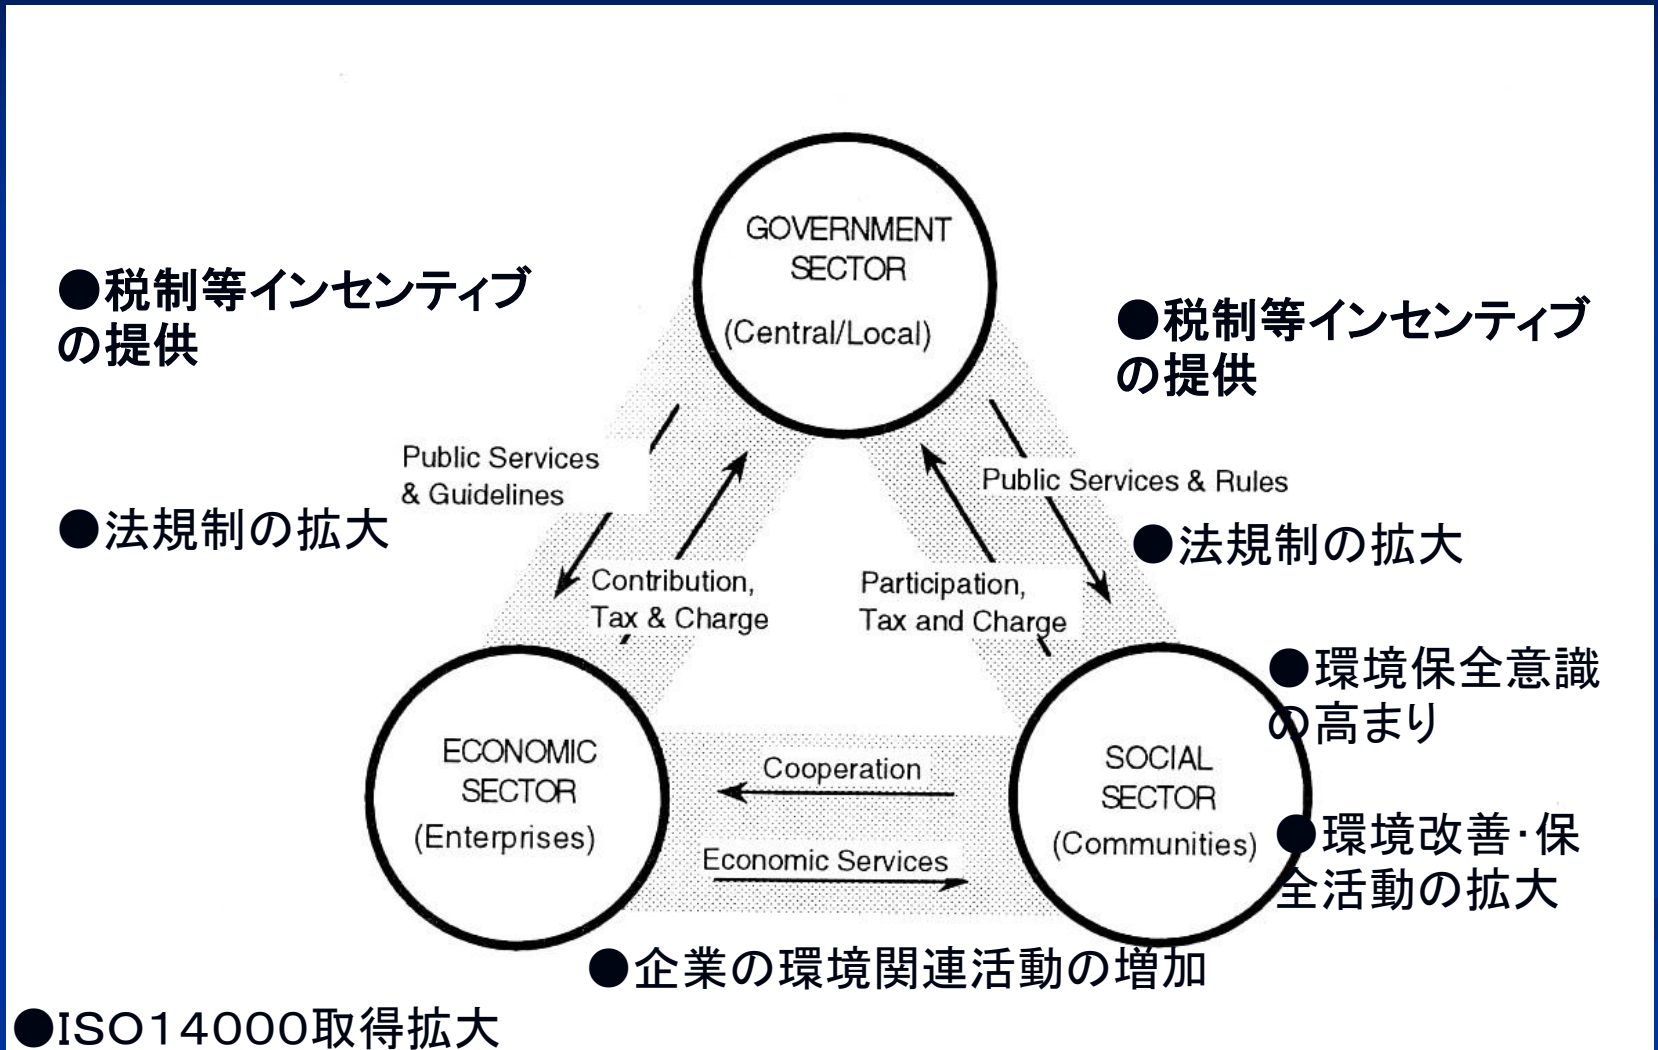 GOVERNMENT
SECTOR
(Central/Local)
●税制等インセンティブ
の提供
●税制等インセンティブ
の提供
Public Services
& Guidelines
Public Services & Rules
●法規制の拡大
●法規制の拡大
Contribution,
Tax & Charge
Participation,
Tax and Charge
●環境保全意識
の高まり
ECONOMIC
SECTOR
(Enterprises)
Cooperation
Economic Services
SOCIAL
SECTOR
(Communities)
●環境改善・保
全活動の拡大
●企業の環境関連活動の増加
●ISO14000取得拡大